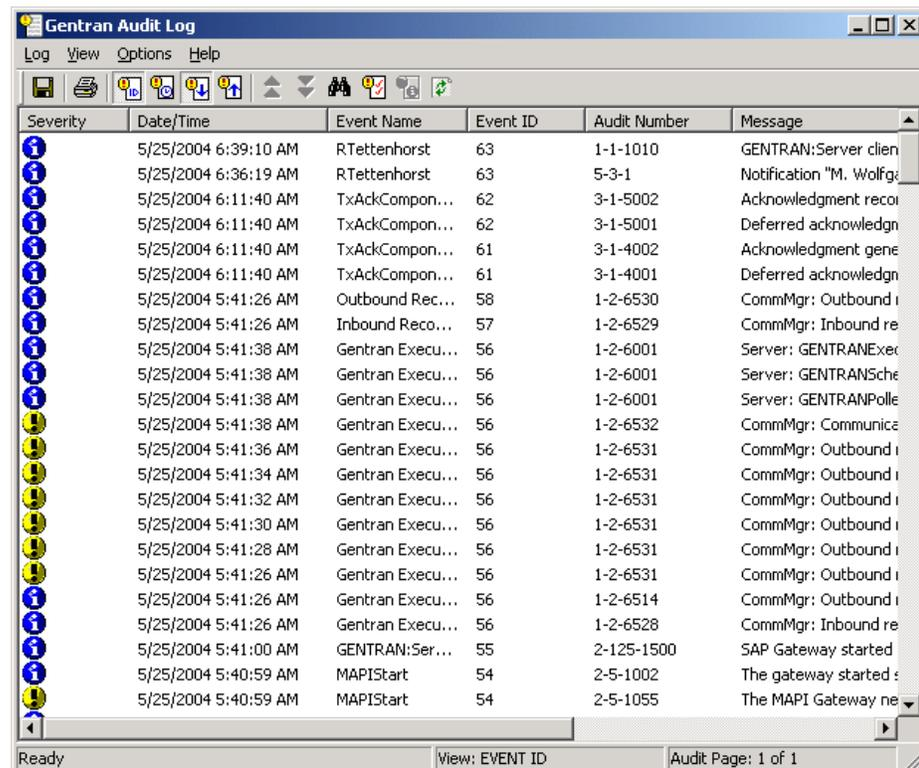 Gentran Audit Log
Log View Options Help
Severity Date/Time Event Name Event ID Audit Number Message
5/25/2004 6:39:10 AM RTettenhorst 63 1-1-1010 GENTRAN:Server clien
5/25/2004 6:36:19 AM RTettenhorst 63 5-3-1 Notification "M. Wolfga
5/25/2004 6:11:40 AM TxAckCompon... 62 3-1-5002 Acknowledgment recor
5/25/2004 6:11:40 AM TxAckCompon... 62 3-1-5001 Deferred acknowledgn
5/25/2004 6:11:40 AM TxAckCompon... 61 3-1-4002 Acknowledgment gene
5/25/2004 6:11:40 AM TxAckCompon... 61 3-1-4001 Deferred acknowledgn
5/25/2004 5:41:26 AM Outbound Rec... 58 1-2-6530 CommMgr: Outbound r
5/25/2004 5:41:26 AM Inbound Reco... 57 1-2-6529 CommMgr: Inbound re
5/25/2004 5:41:38 AM Gentran Execu... 56 1-2-6001 Server: GENTRANExec
5/25/2004 5:41:38 AM Gentran Execu... 56 1-2-6001 Server: GENTRANSche
5/25/2004 5:41:38 AM Gentran Execu... 56 1-2-6001 Server: GENTRANPolle
5/25/2004 5:41:38 AM Gentran Execu... 56 1-2-6532 CommMgr: Communica
5/25/2004 5:41:36 AM Gentran Execu... 56 1-2-6531 CommMgr: Outbound r
5/25/2004 5:41:34 AM Gentran Execu... 56 1-2-6531 CommMgr: Outbound r
5/25/2004 5:41:32 AM Gentran Execu... 56 1-2-6531 CommMgr: Outbound r
5/25/2004 5:41:30 AM Gentran Execu... 56 1-2-6531 CommMgr: Outbound r
5/25/2004 5:41:28 AM Gentran Execu... 56 1-2-6531 CommMgr: Outbound r
5/25/2004 5:41:26 AM Gentran Execu... 56 1-2-6531 CommMgr: Outbound r
5/25/2004 5:41:26 AM Gentran Execu... 56 1-2-6514 CommMgr: Outbound r
5/25/2004 5:41:26 AM Gentran Execu... 56 1-2-6528 CommMgr: Inbound re
5/25/2004 5:41:00 AM GENTRAN:Ser... 55 2-125-1500 SAP Gateway started
5/25/2004 5:40:59 AM MAPIStart 54 2-5-1002 The gateway started s
5/25/2004 5:40:59 AM MAPIStart 54 2-5-1055 The MAPI Gateway ne
Ready View: EVENT ID Audit Page: 1 of 1